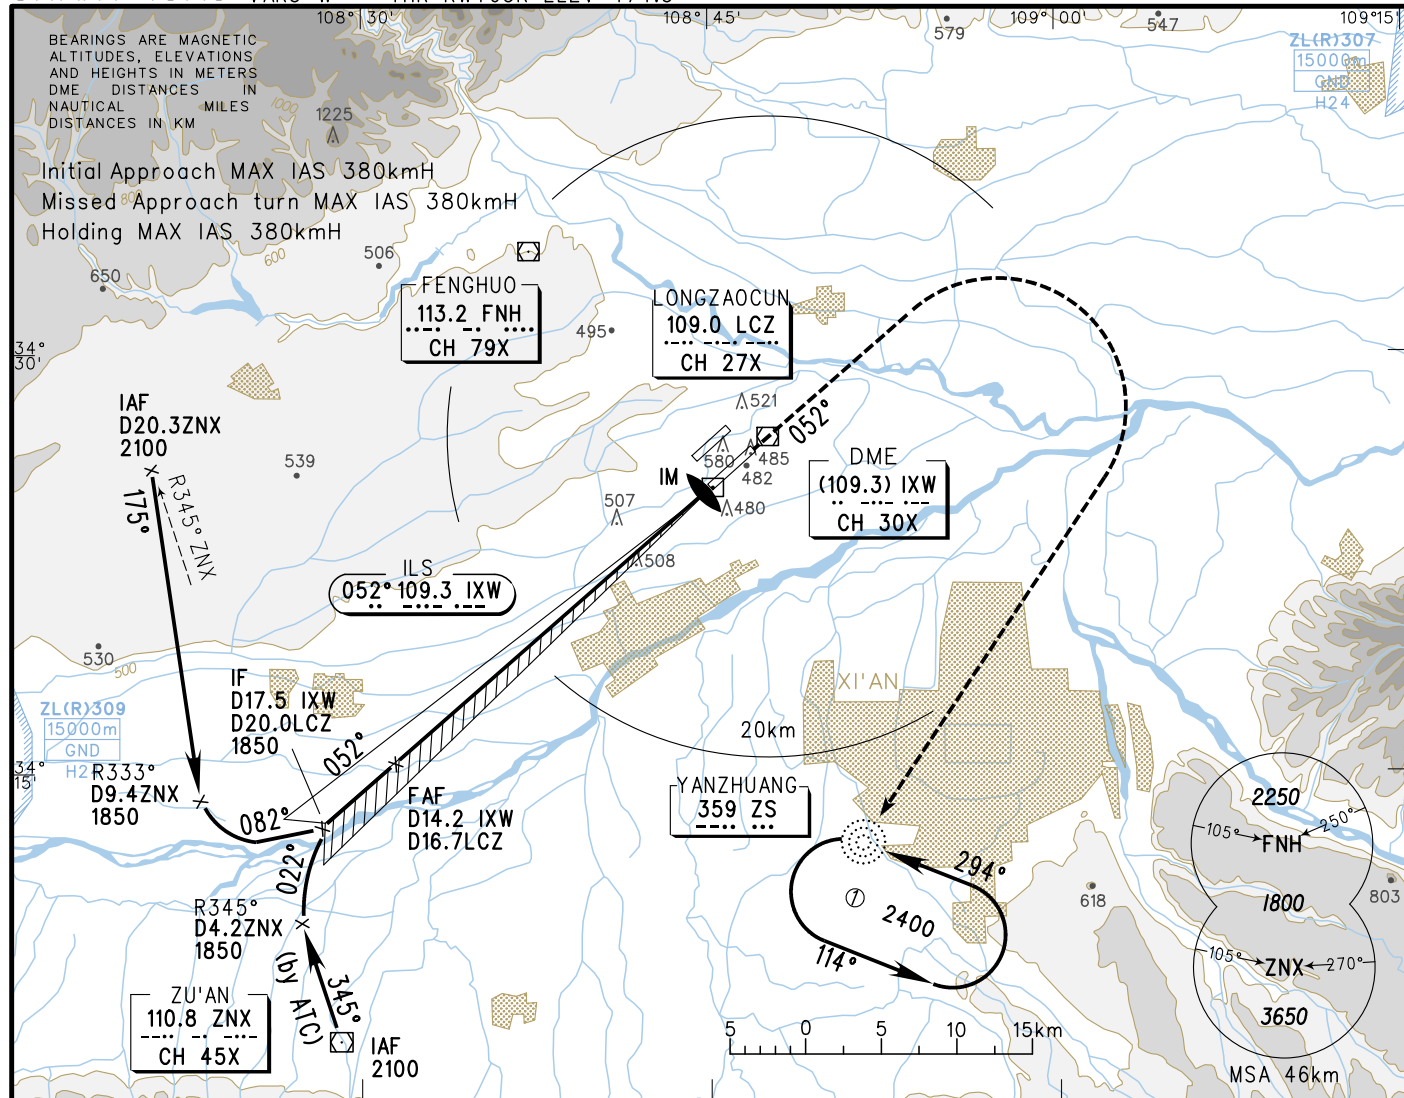 108° 30'
108° 45'
109° 00'
109° 15'
BEARINGS ARE MAGNETIC
ALTITUDES, ELEVATIONS
AND HEIGHTS IN METERS
DME DISTANCES IN
NAUTICAL MILES
DISTANCES IN KM
579
547
ZL(R)307
15000m
GND
H24
1000
1225
Initial Approach MAX IAS 380kmH
800
Missed Approach turn MAX IAS 380kmH
Holding MAX IAS 380kmH
600
506
650
FENGHUO
113.2 FNH
CH 79X
495
LONGZAOCUN
109.0 LCZ
CH 27X
34°
30'
IAF
D20.3ZNX
2100
521
052°
580
485
482
480
IM
DME
(109.3) IXW
CH 30X
539
175°
R345° ZNX
507
508
ILS
052° 109.3 IXW
530
500
IF
D17.5 IXW
D20.0LCZ
1850
XI'AN
ZL(R)309
15000m
GND
052°
20km
34°
15'
R333°
D9.4ZNX
1850
082°
FAF
D14.2 IXW
D16.7LCZ
YANZHUANG
359 ZS
2250
105°
250°
FNH
022°
294°
1800
618
803
R345°
D4.2ZNX
1850
1
2400
114°
105°
ZNX
270°
3650
(by ATC)
345°
ZU'AN
110.8 ZNX
CH 45X
IAF
2100
5 0 5 10 15km
MSA 46km